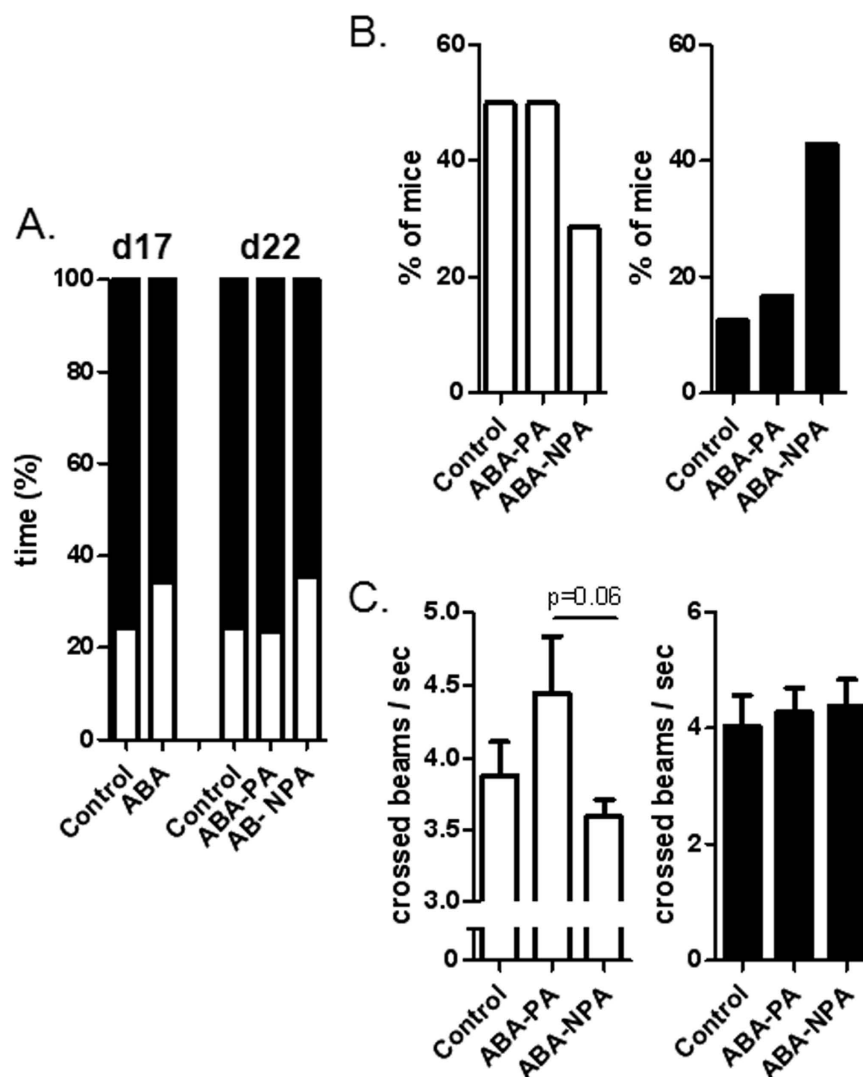 A.
d17 d22
time (%)
100
80
60
40
20
0
Control
ABA
Control
ABA-PA
AB- NPA
B.
% of mice
60
40
20
0
Control
ABA-PA
ABA-NPA
% of mice
60
40
20
0
Control
ABA-PA
ABA-NPA
C.
p=0.06
crossed beams / sec
5.0
4.5
4.0
3.5
3.0
0
Control
ABA-PA
ABA-NPA
crossed beams / sec
6
4
2
0
Control
ABA-PA
ABA-NPA